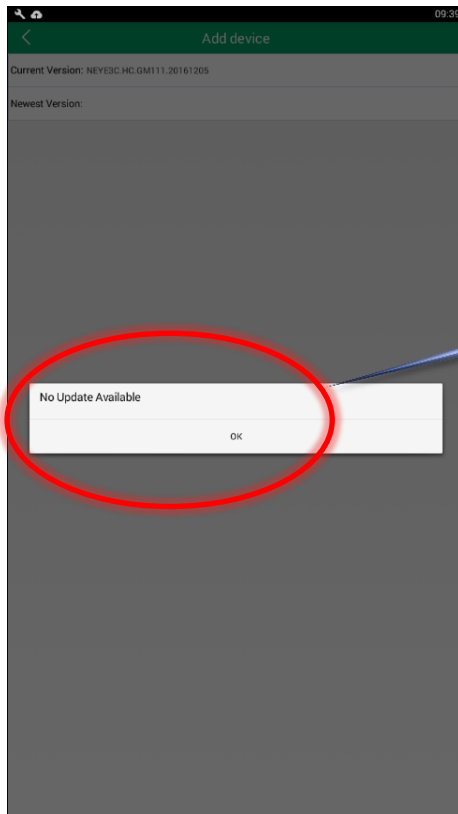 09:39
Add device
Current Version: NEYE3C.HC.GM111.20161205
Newest Version:
No Update Available
OK